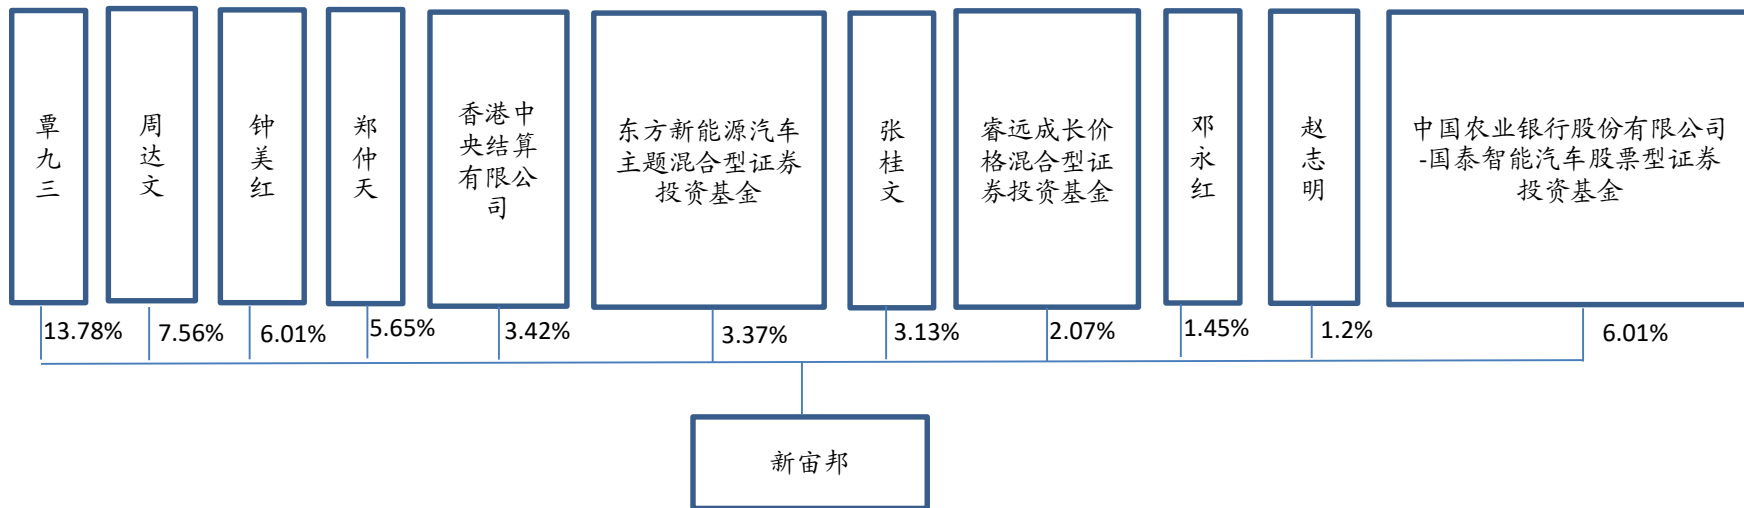 覃九三
周达文
钟美红
郑仲天
香港中
央结算
有限公
司
东方新能源汽车
主题混合型证券
投资基金
张桂文
睿远成长价
格混合型证
券投资基金
邓永红
赵志明
中国农业银行股份有限公司
-国泰智能汽车股票型证券
投资基金
13.78%
7.56%
6.01%
5.65%
3.42%
3.37%
3.13%
2.07%
1.45%
1.2%
6.01%
新宙邦